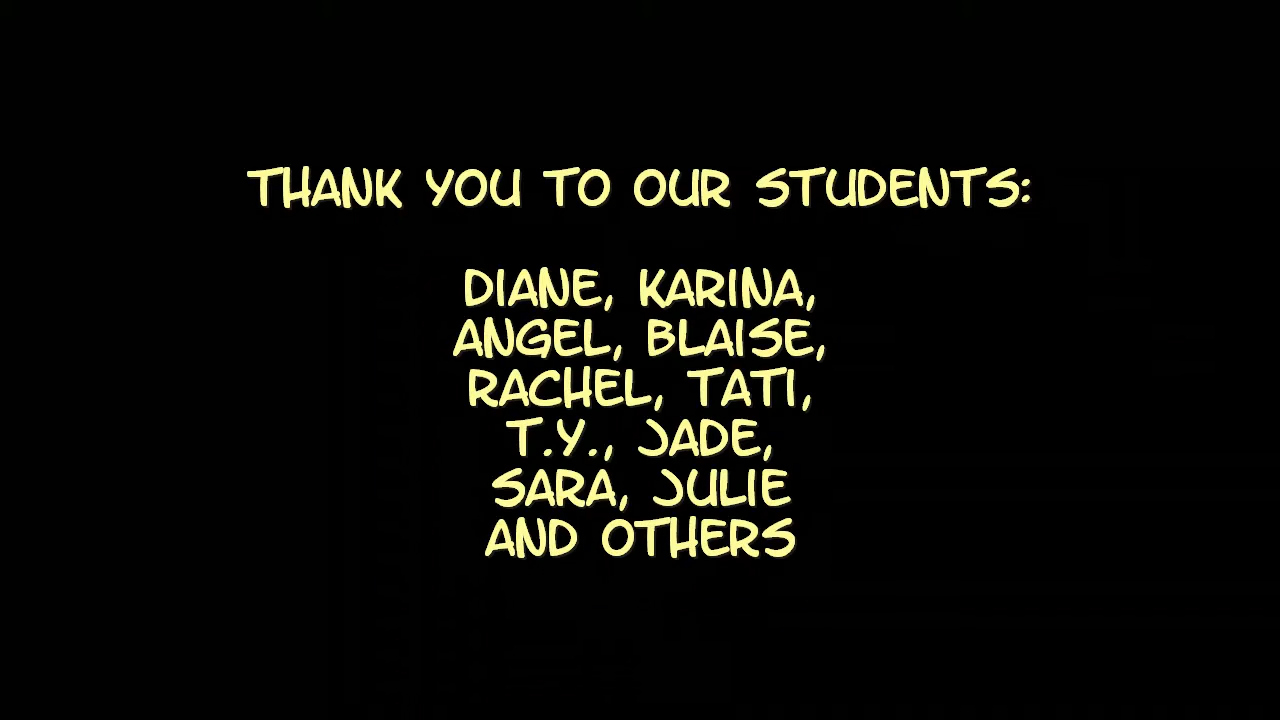 THANK YOU TO OUR STUDENTS:
DIANE, KARINA,
ANGEL, BLAISE,
RACHEL, TATI,
T.Y., JADE,
SARA, JULIE
AND OTHERS